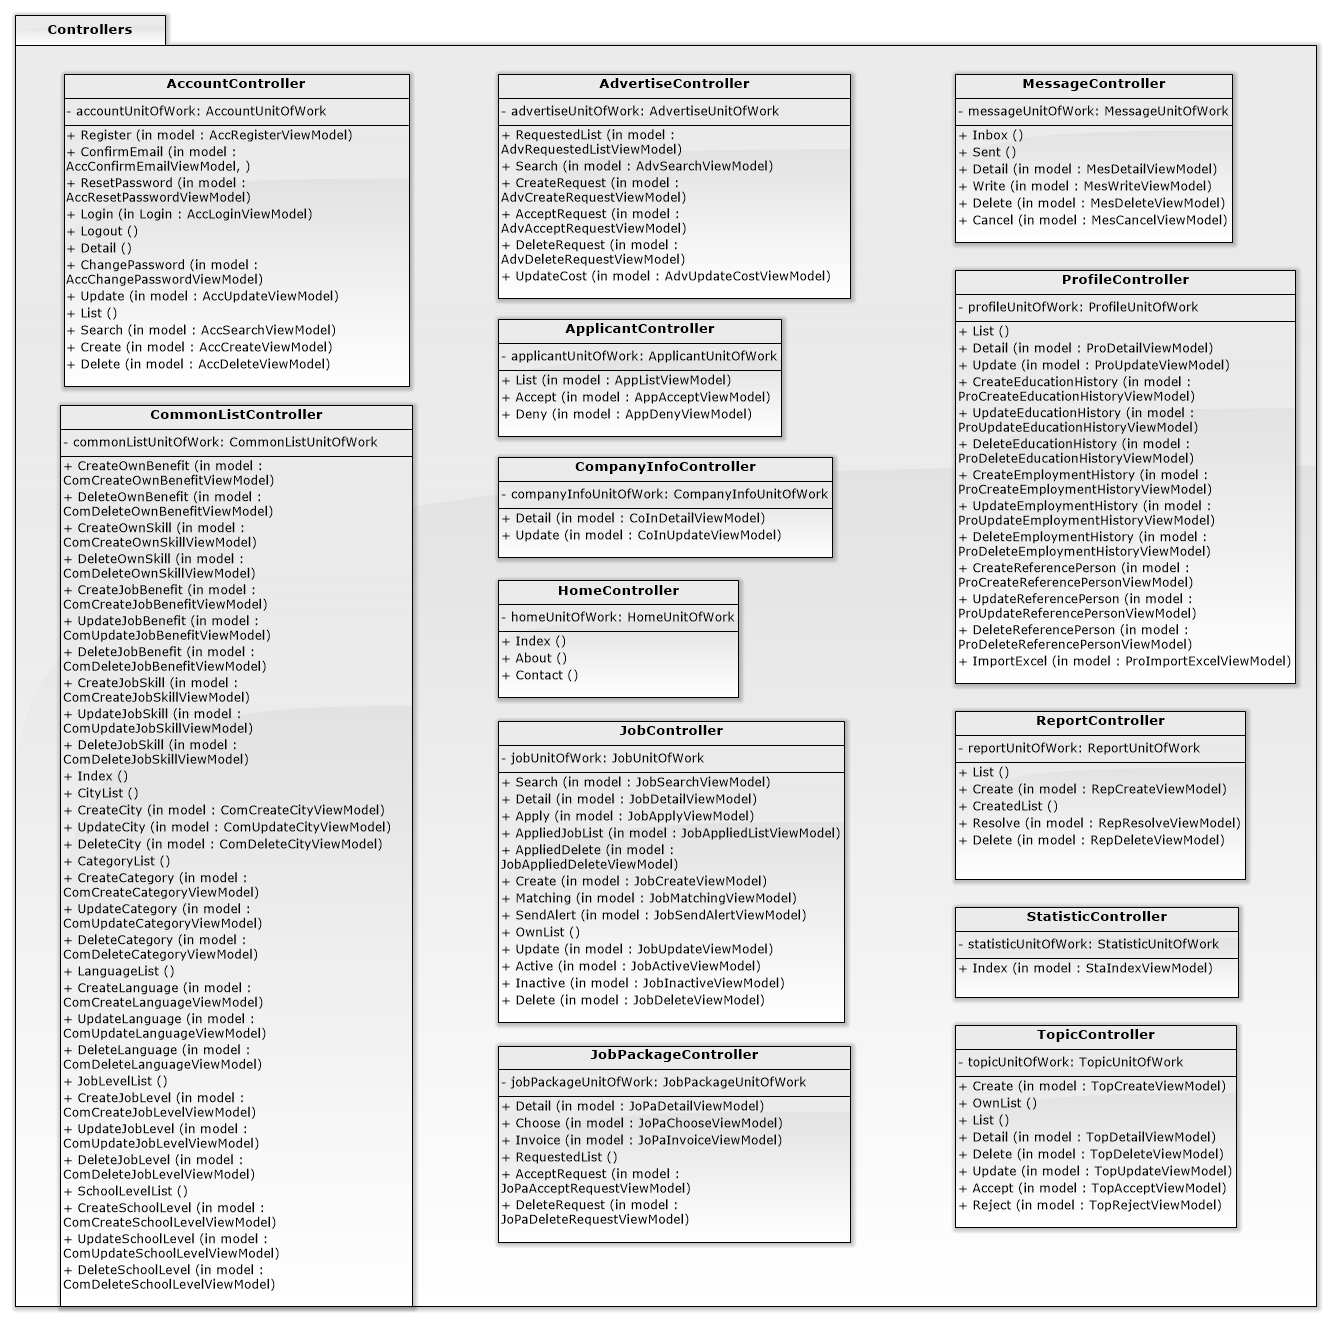 Controllers
AccountController
- accountUnitOfWork: AccountUnitOfWork
+ Register (in model : AccRegisterViewModel)
+ ConfirmEmail (in model :
AccConfirmEmailViewModel, )
+ ResetPassword (in model :
AccResetPasswordViewModel)
+ Login (in Login : AccLoginViewModel)
+ Logout ()
+ Detail ()
+ ChangePassword (in model :
AccChangePasswordViewModel)
+ Update (in model : AccUpdateViewModel)
+ List ()
+ Search (in model : AccSearchViewModel)
+ Create (in model : AccCreateViewModel)
+ Delete (in model : AccDeleteViewModel)
CommonListController
- commonListUnitOfWork: CommonListUnitOfWork
+ CreateOwnBenefit (in model :
ComCreateOwnBenefitViewModel)
+ DeleteOwnBenefit (in model :
ComDeleteOwnBenefitViewModel)
+ CreateOwnSkill (in model :
ComCreateOwnSkillViewModel)
+ DeleteOwnSkill (in model :
ComDeleteOwnSkillViewModel)
+ CreateJobBenefit (in model :
ComCreateJobBenefitViewModel)
+ UpdateJobBenefit (in model :
ComUpdateJobBenefitViewModel)
+ DeleteJobBenefit (in model :
ComDeleteJobBenefitViewModel)
+ CreateJobSkill (in model :
ComCreateJobSkillViewModel)
+ UpdateJobSkill (in model :
ComUpdateJobSkillViewModel)
+ DeleteJobSkill (in model :
ComDeleteJobSkillViewModel)
+ Index ()
+ CityList ()
+ CreateCity (in model : ComCreateCityViewModel)
+ UpdateCity (in model : ComUpdateCityViewModel)
+ DeleteCity (in model : ComDeleteCityViewModel)
+ CategoryList ()
+ CreateCategory (in model :
ComCreateCategoryViewModel)
+ UpdateCategory (in model :
ComUpdateCategoryViewModel)
+ DeleteCategory (in model :
ComDeleteCategoryViewModel)
+ LanguageList ()
+ CreateLanguage (in model :
ComCreateLanguageViewModel)
+ UpdateLanguage (in model :
ComUpdateLanguageViewModel)
+ DeleteLanguage (in model :
ComDeleteLanguageViewModel)
+ JobLevelList ()
+ CreateJobLevel (in model :
ComCreateJobLevelViewModel)
+ UpdateJobLevel (in model :
ComUpdateJobLevelViewModel)
+ DeleteJobLevel (in model :
ComDeleteJobLevelViewModel)
+ SchoolLevelList ()
+ CreateSchoolLevel (in model :
ComCreateSchoolLevelViewModel)
+ UpdateSchoolLevel (in model :
ComUpdateSchoolLevelViewModel)
+ DeleteSchoolLevel (in model :
ComDeleteSchoolLevelViewModel)
AdvertiseController
- advertiseUnitOfWork: AdvertiseUnitOfWork
+ RequestedList (in model :
AdvRequestedListViewModel)
+ Search (in model : AdvSearchViewModel)
+ CreateRequest (in model :
AdvCreateRequestViewModel)
+ AcceptRequest (in model :
AdvAcceptRequestViewModel)
+ DeleteRequest (in model :
AdvDeleteRequestViewModel)
+ UpdateCost (in model : AdvUpdateCostViewModel)
ApplicantController
- applicantUnitOfWork: ApplicantUnitOfWork
+ List (in model : AppListViewModel)
+ Accept (in model : AppAcceptViewModel)
+ Deny (in model : AppDenyViewModel)
CompanyInfoController
- companyInfoUnitOfWork: CompanyInfoUnitOfWork
+ Detail (in model : CoInDetailViewModel)
+ Update (in model : CoInUpdateViewModel)
HomeController
- homeUnitOfWork: HomeUnitOfWork
+ Index ()
+ About ()
+ Contact ()
JobController
- jobUnitOfWork: JobUnitOfWork
+ Search (in model : JobSearchViewModel)
+ Detail (in model : JobDetailViewModel)
+ Apply (in model : JobApplyViewModel)
+ AppliedJobList (in model : JobAppliedListViewModel)
+ AppliedDelete (in model :
JobAppliedDeleteViewModel)
+ Create (in model : JobCreateViewModel)
+ Matching (in model : JobMatchingViewModel)
+ SendAlert (in model : JobSendAlertViewModel)
+ OwnList ()
+ Update (in model : JobUpdateViewModel)
+ Active (in model : JobActiveViewModel)
+ Inactive (in model : JobInactiveViewModel)
+ Delete (in model : JobDeleteViewModel)
JobPackageController
- jobPackageUnitOfWork: JobPackageUnitOfWork
+ Detail (in model : JoPaDetailViewModel)
+ Choose (in model : JoPaChooseViewModel)
+ Invoice (in model : JoPaInvoiceViewModel)
+ RequestedList ()
+ AcceptRequest (in model :
JoPaAcceptRequestViewModel)
+ DeleteRequest (in model :
JoPaDeleteRequestViewModel)
MessageController
- messageUnitOfWork: MessageUnitOfWork
+ Inbox ()
+ Sent ()
+ Detail (in model : MesDetailViewModel)
+ Write (in model : MesWriteViewModel)
+ Delete (in model : MesDeleteViewModel)
+ Cancel (in model : MesCancelViewModel)
ProfileController
- profileUnitOfWork: ProfileUnitOfWork
+ List ()
+ Detail (in model : ProDetailViewModel)
+ Update (in model : ProUpdateViewModel)
+ CreateEducationHistory (in model :
ProCreateEducationHistoryViewModel)
+ UpdateEducationHistory (in model :
ProUpdateEducationHistoryViewModel)
+ DeleteEducationHistory (in model :
ProDeleteEducationHistoryViewModel)
+ CreateEmploymentHistory (in model :
ProCreateEmploymentHistoryViewModel)
+ UpdateEmploymentHistory (in model :
ProUpdateEmploymentHistoryViewModel)
+ DeleteEmploymentHistory (in model :
ProDeleteEmploymentHistoryViewModel)
+ CreateReferencePerson (in model :
ProCreateReferencePersonViewModel)
+ UpdateReferencePerson (in model :
ProUpdateReferencePersonViewModel)
+ DeleteReferencePerson (in model :
ProDeleteReferencePersonViewModel)
+ ImportExcel (in model : ProImportExcelViewModel)
ReportController
- reportUnitOfWork: ReportUnitOfWork
+ List ()
+ Create (in model : RepCreateViewModel)
+ CreatedList ()
+ Resolve (in model : RepResolveViewModel)
+ Delete (in model : RepDeleteViewModel)
StatisticController
- statisticUnitOfWork: StatisticUnitOfWork
+ Index (in model : StaIndexViewModel)
TopicController
- topicUnitOfWork: TopicUnitOfWork
+ Create (in model : TopCreateViewModel)
+ OwnList ()
+ List ()
+ Detail (in model : TopDetailViewModel)
+ Delete (in model : TopDeleteViewModel)
+ Update (in model : TopUpdateViewModel)
+ Accept (in model : TopAcceptViewModel)
+ Reject (in model : TopRejectViewModel)